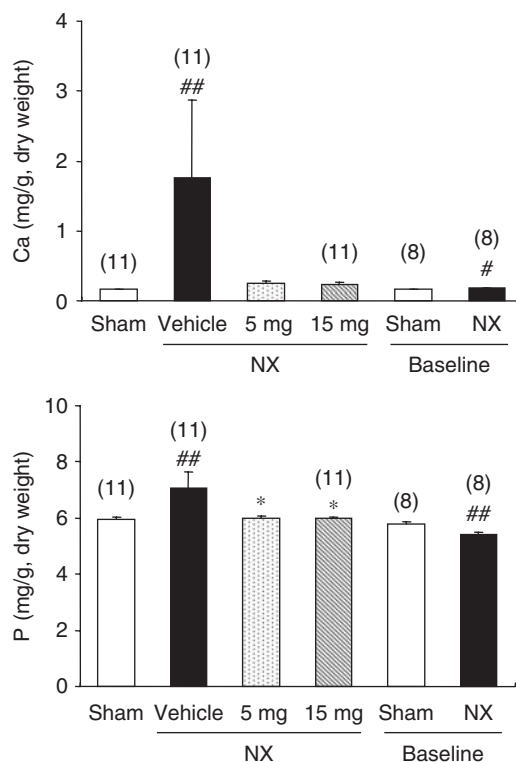 4
(11)
##
3
Ca (mg/g, dry weight)
2
1
(11) (11) (8) (8)
#
0
Sham Vehicle 5 mg 15 mg Sham NX
NX Baseline
10
(11)
8
##
(11) (11) (8) (8)
* * ##
6
P (mg/g, dry weight)
4
2
0
Sham Vehicle 5 mg 15 mg Sham NX
NX Baseline